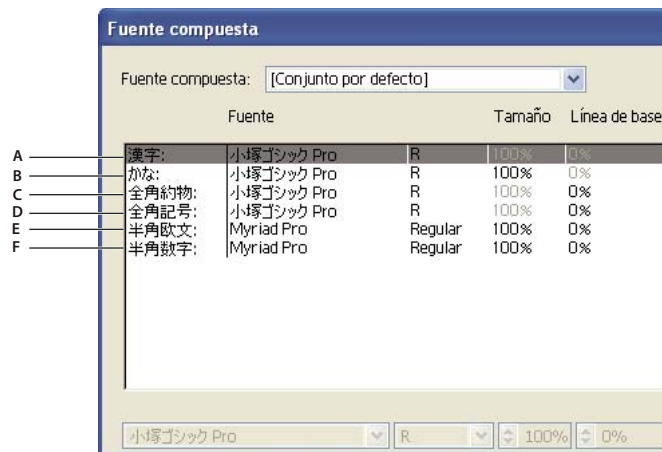 Fuente compuesta
Fuente compuesta: [Conjunto por defecto]
Fuente Tamaño Línea de base
A 漢字: 小塚ゴシック Pro R 100% 0%
B かな: 小塚ゴシック Pro R 100% 0%
C 全角約物: 小塚ゴシック Pro R 100% 0%
D 全角記号: 小塚ゴシック Pro R 100% 0%
E 半角欧文: Myriad Pro Regular 100% 0%
F 半角数字: Myriad Pro Regular 100% 0%
小塚ゴシック Pro R 100% 0%